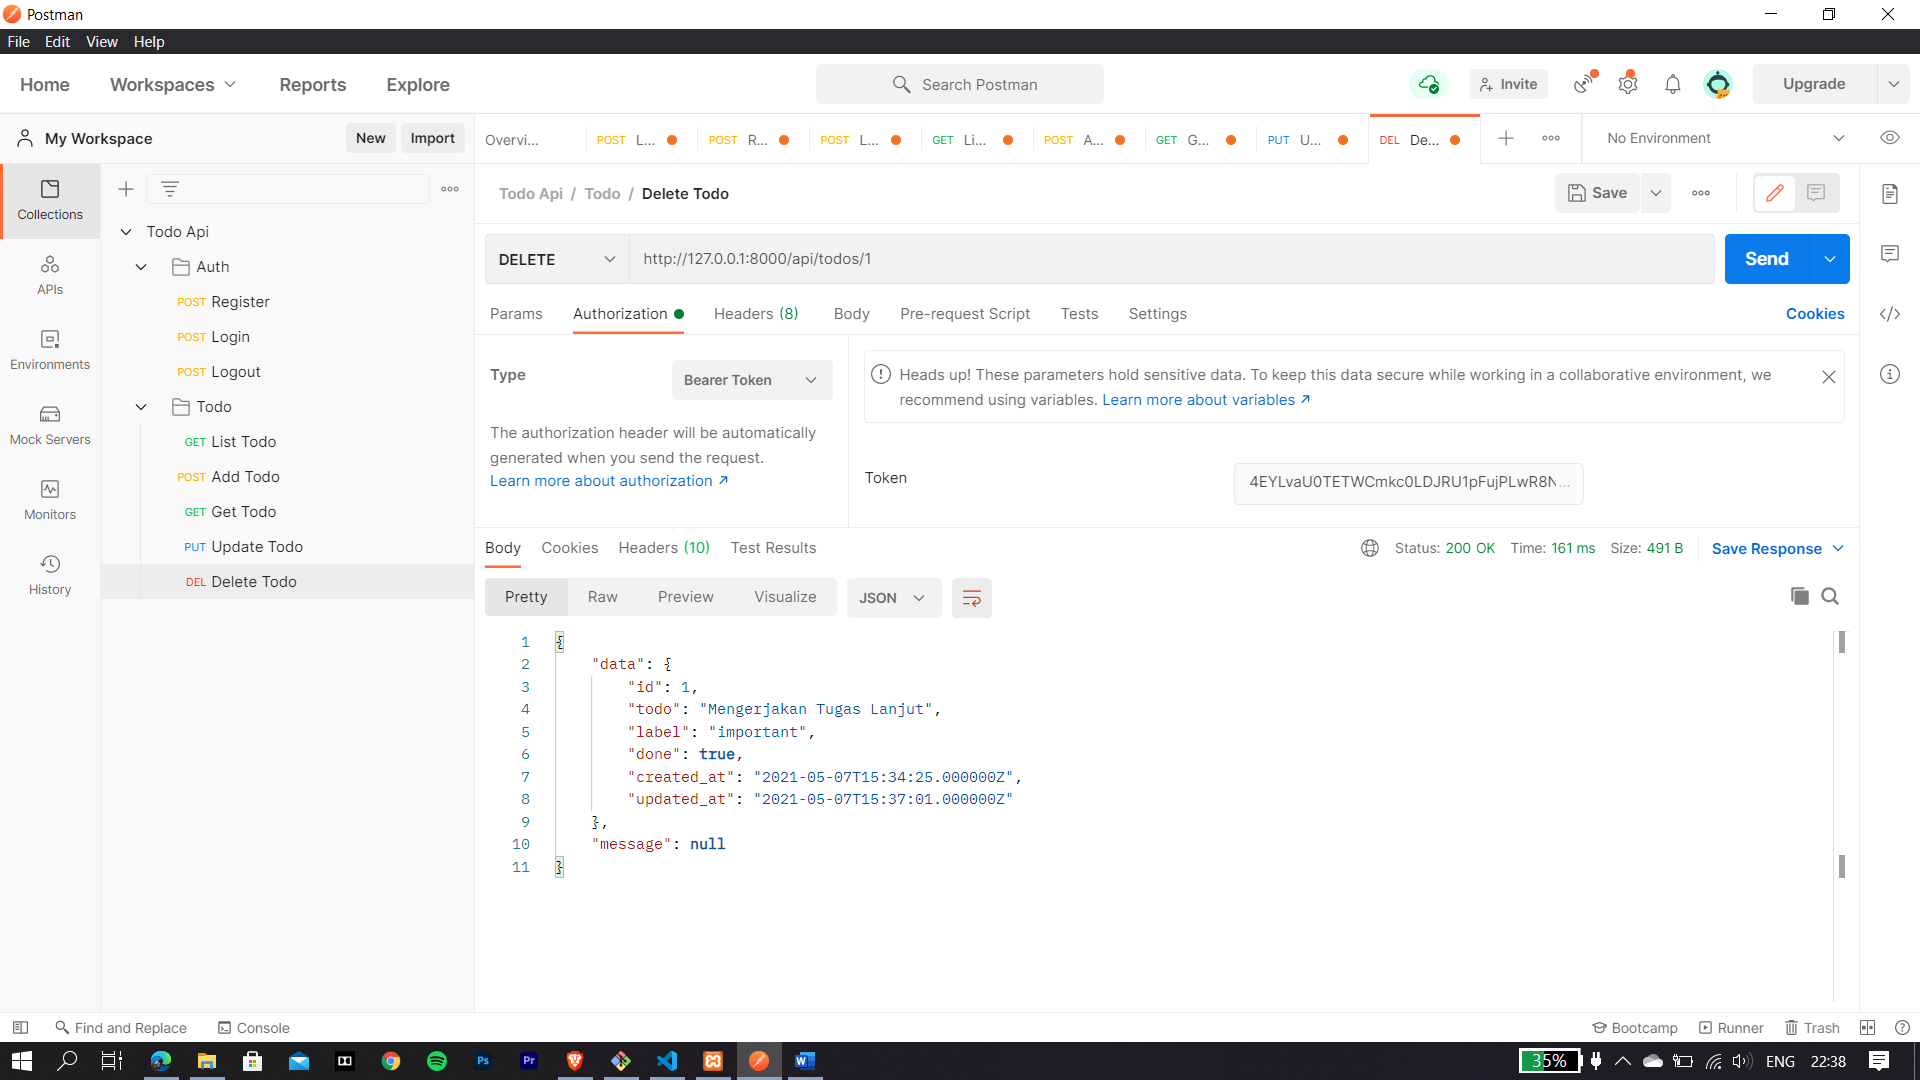 Postman
File Edit View Help
Home Workspaces Reports Explore Search Postman Invite Upgrade
My Workspace New Import
Overvi... POST L... POST R... POST L... GET Li... POST A... GET G... PUT U... DEL De... No Environment
Collections
APIs
Environments
Mock Servers
Monitors
History
Todo Api
Auth
POST Register
POST Login
POST Logout
Todo
GET List Todo
POST Add Todo
GET Get Todo
PUT Update Todo
DEL Delete Todo
Todo Api / Todo / Delete Todo Save
DELETE http://127.0.0.1:8000/api/todos/1 Send
Params Authorization Headers (8) Body Pre-request Script Tests Settings Cookies
Type Bearer Token
The authorization header will be automatically
generated when you send the request.
Learn more about authorization ↗
Heads up! These parameters hold sensitive data. To keep this data secure while working in a collaborative environment, we
recommend using variables. Learn more about variables ↗
Token 4EYLvaU0TETWCmkc0LDJRU1pFujPLwR8N...
Body Cookies Headers (10) Test Results Status: 200 OK Time: 161 ms Size: 491 B Save Response
Pretty Raw Preview Visualize JSON
1 {
2 "data": {
3 "id": 1,
4 "todo": "Mengerjakan Tugas Lanjut",
5 "label": "important",
6 "done": true,
7 "created_at": "2021-05-07T15:34:25.000000Z",
8 "updated_at": "2021-05-07T15:37:01.000000Z"
9 },
10 "message": null
11 }
Find and Replace Console Bootcamp Runner Trash
Ps Pr 35% ENG 22:38